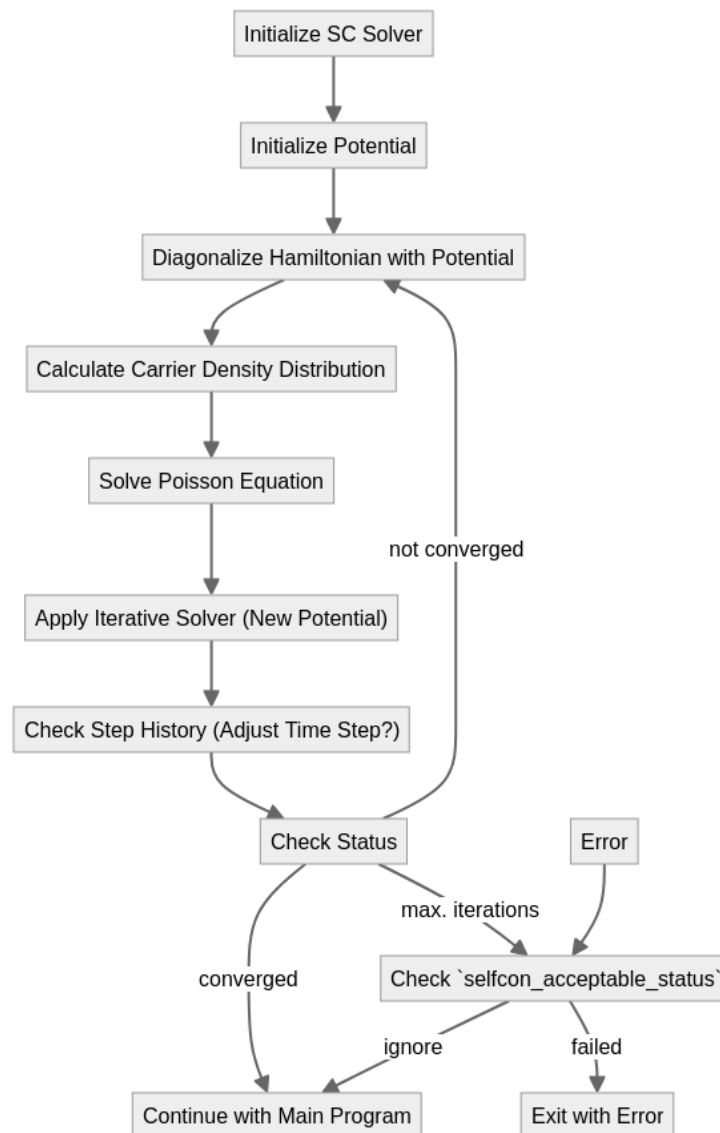 Initialize SC Solver
Initialize Potential
Diagonalize Hamiltonian with Potential
Calculate Carrier Density Distribution
Solve Poisson Equation
not converged
Apply Iterative Solver (New Potential)
Check Step History (Adjust Time Step?)
Check Status
Error
max. iterations
converged
Check `selfcon_acceptable_status`
ignore
failed
Continue with Main Program
Exit with Error